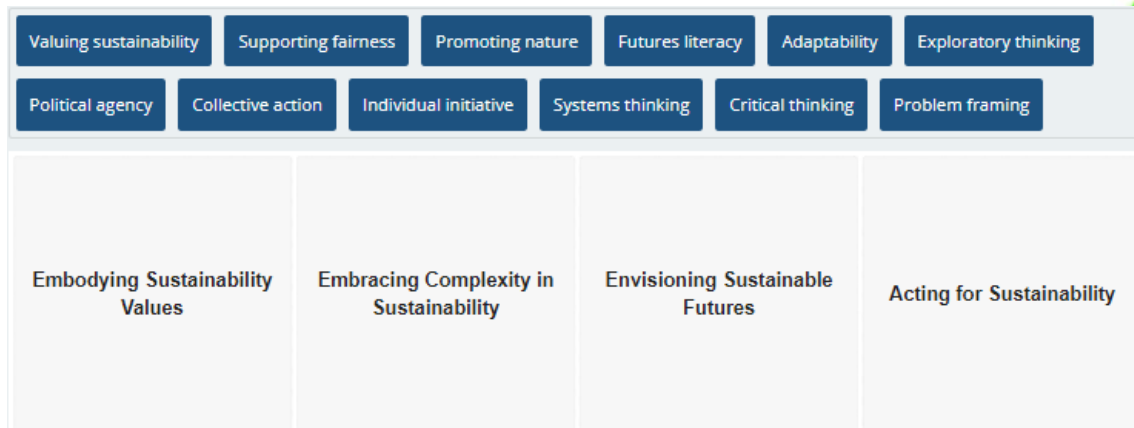 Valuing sustainability
Supporting fairness
Promoting nature
Futures literacy
Adaptability
Exploratory thinking
Political agency
Collective action
Individual initiative
Systems thinking
Critical thinking
Problem framing
Embodying Sustainability
Values
Embracing Complexity in
Sustainability
Envisioning Sustainable
Futures
Acting for Sustainability